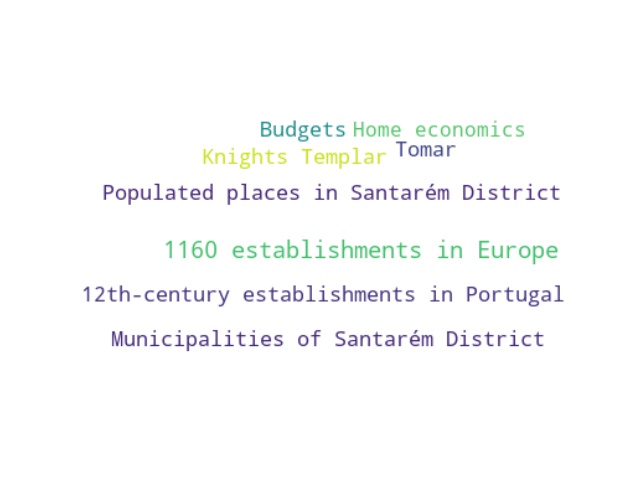 Budgets Home economics
Knights Templar Tomar
Populated places in Santarém District
1160 establishments in Europe
12th-century establishments in Portugal
Municipalities of Santarém District